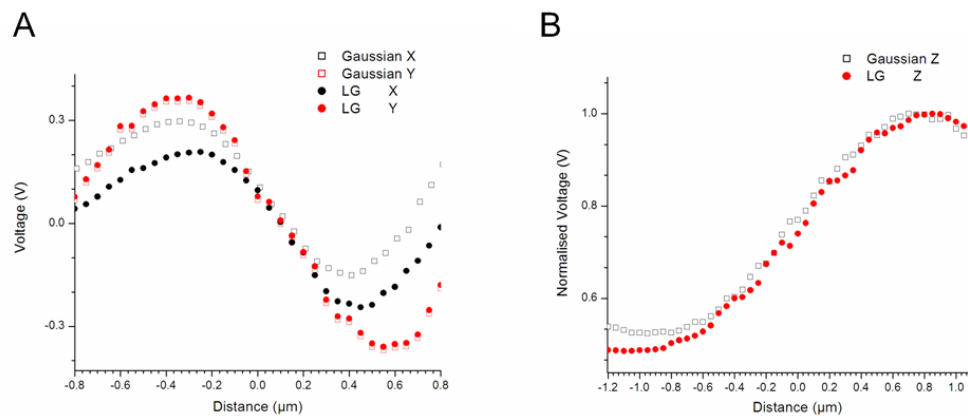 A
Gaussian X
Gaussian Y
LG X
LG Y
Voltage (V)
0.3
0.0
-0.3
-0.8 -0.6 -0.4 -0.2 0.0 0.2 0.4 0.6 0.8
Distance (µm)
B
Gaussian Z
LG Z
Normalised Voltage (V)
1.0
0.8
0.6
-1.2 -1.0 -0.8 -0.6 -0.4 -0.2 0.0 0.2 0.4 0.6 0.8 1.0
Distance (µm)